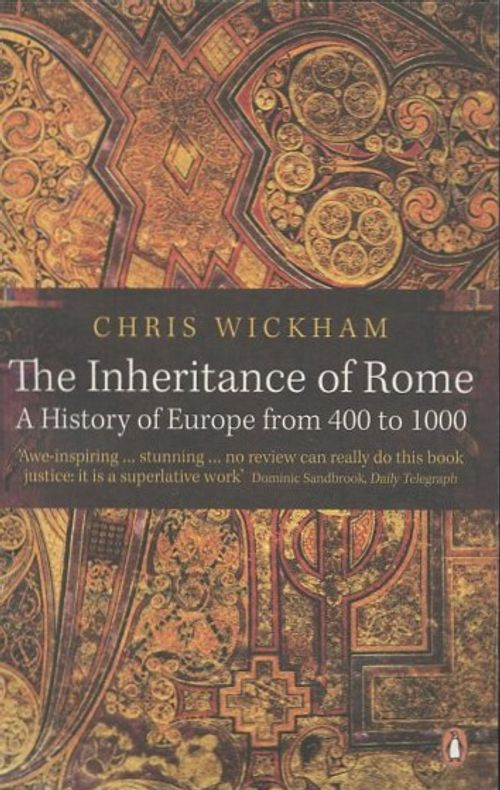 CHRIS WICKHAM
The Inheritance of Rome
A History of Europe from 400 to 1000
'Awe-inspiring ... stunning ... no review can really do this book
justice: it is a superlative work' Dominic Sandbrook, Daily Telegraph